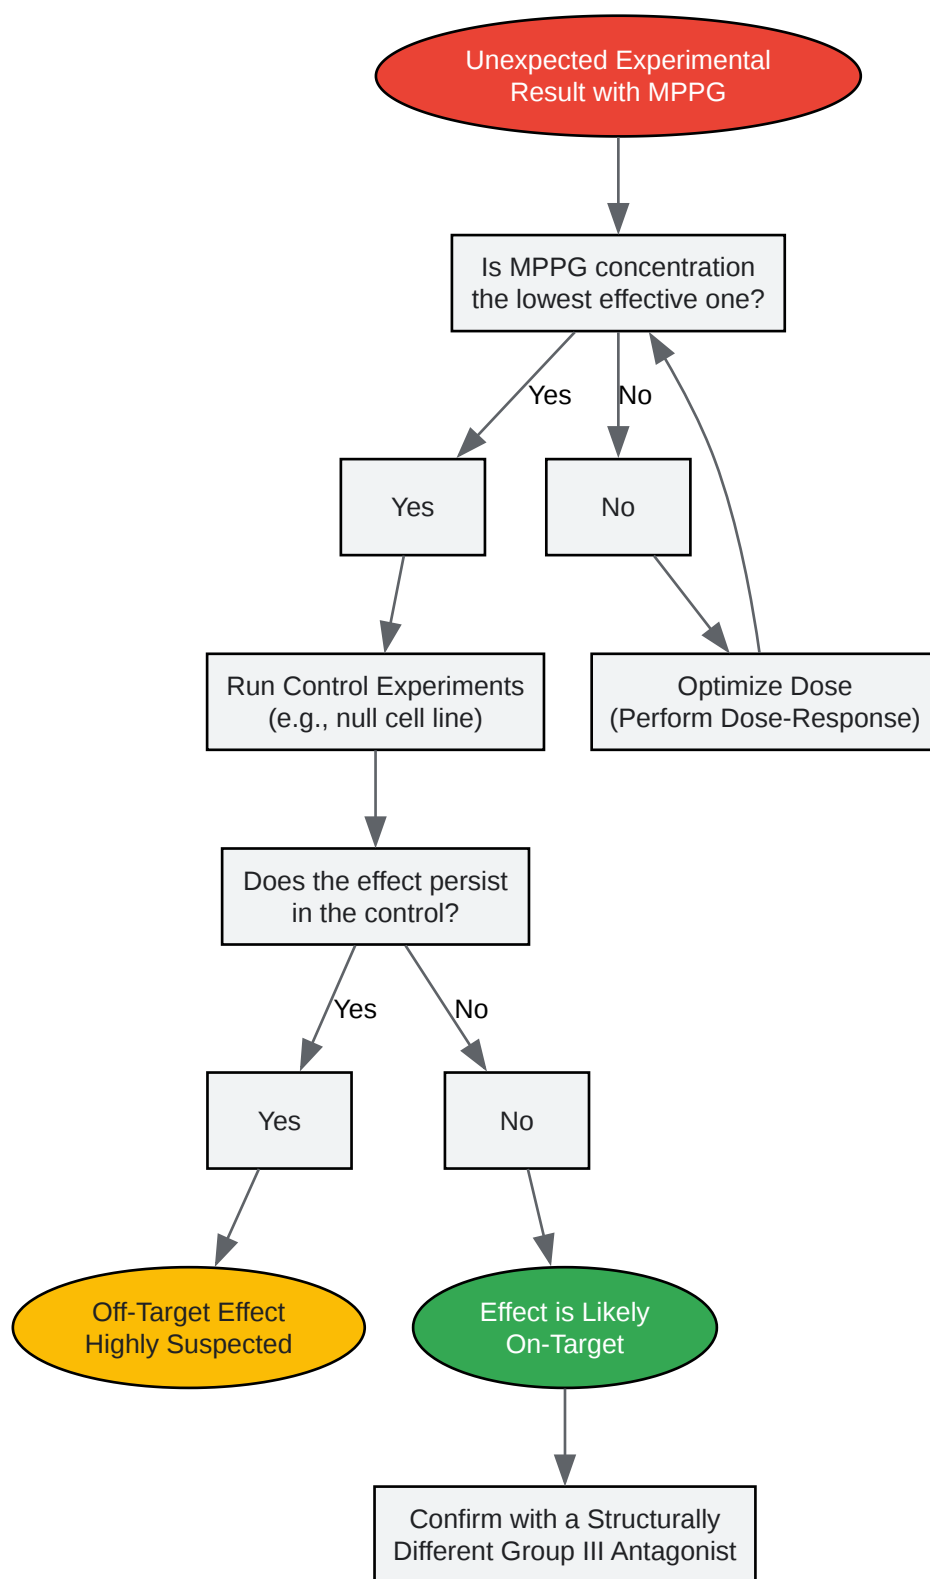 Unexpected Experimental
Result with MPPG
Is MPPG concentration
the lowest effective one?
Yes
No
Yes
No
Run Control Experiments
(e.g., null cell line)
Optimize Dose
(Perform Dose-Response)
Does the effect persist
in the control?
Yes
No
Yes
No
Off-Target Effect
Highly Suspected
Effect is Likely
On-Target
Confirm with a Structurally
Different Group III Antagonist